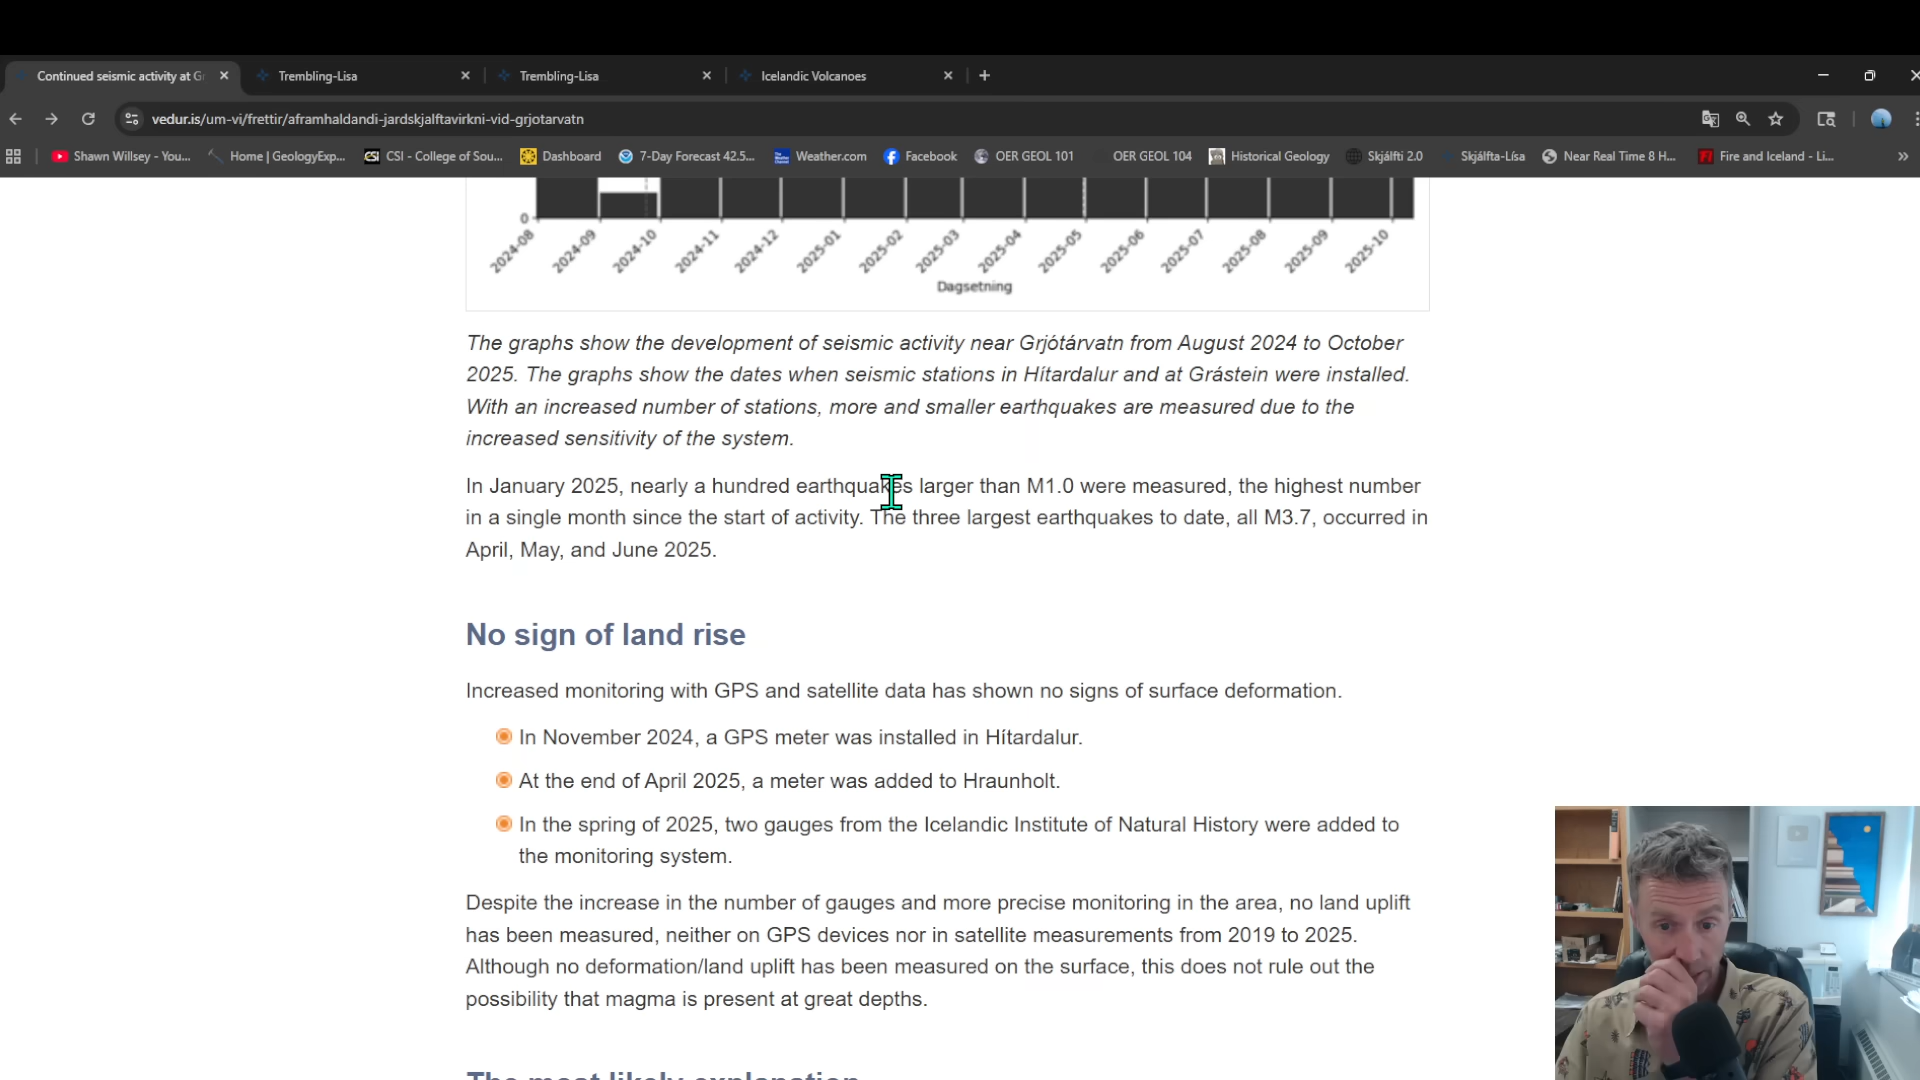 Continued seismic activity at G
Trembling-Lisa
Trembling-Lisa
Icelandic Volcanoes
vedur.is/um-vi/frettir/aframhaldandi-jardskjalftavirkni-vid-grjotarvatn
Shawn Willsey - You...
Home | GeologyExp...
CSI - College of Sou...
Dashboard
7-Day Forecast 42.5...
Weather.com
Facebook
OER GEOL 101
OER GEOL 104
Historical Geology
Skjálfti 2.0
Skjálfta-Lísa
Near Real Time 8 H...
Fire and Iceland - Li...
0
2024-08
2024-09
2024-10
2024-11
2024-12
2025-01
2025-02
2025-03
2025-04
2025-05
2025-06
2025-07
2025-08
2025-09
2025-10
Dagsetning
The graphs show the development of seismic activity near Grjótárvatn from August 2024 to October
2025. The graphs show the dates when seismic stations in Hítardalur and at Grástein were installed.
With an increased number of stations, more and smaller earthquakes are measured due to the
increased sensitivity of the system.
In January 2025, nearly a hundred earthquakes larger than M1.0 were measured, the highest number
in a single month since the start of activity. The three largest earthquakes to date, all M3.7, occurred in
April, May, and June 2025.
No sign of land rise
Increased monitoring with GPS and satellite data has shown no signs of surface deformation.
In November 2024, a GPS meter was installed in Hítardalur.
At the end of April 2025, a meter was added to Hraunholt.
In the spring of 2025, two gauges from the Icelandic Institute of Natural History were added to
the monitoring system.
Despite the increase in the number of gauges and more precise monitoring in the area, no land uplift
has been measured, neither on GPS devices nor in satellite measurements from 2019 to 2025.
Although no deformation/land uplift has been measured on the surface, this does not rule out the
possibility that magma is present at great depths.
The most likely explanation